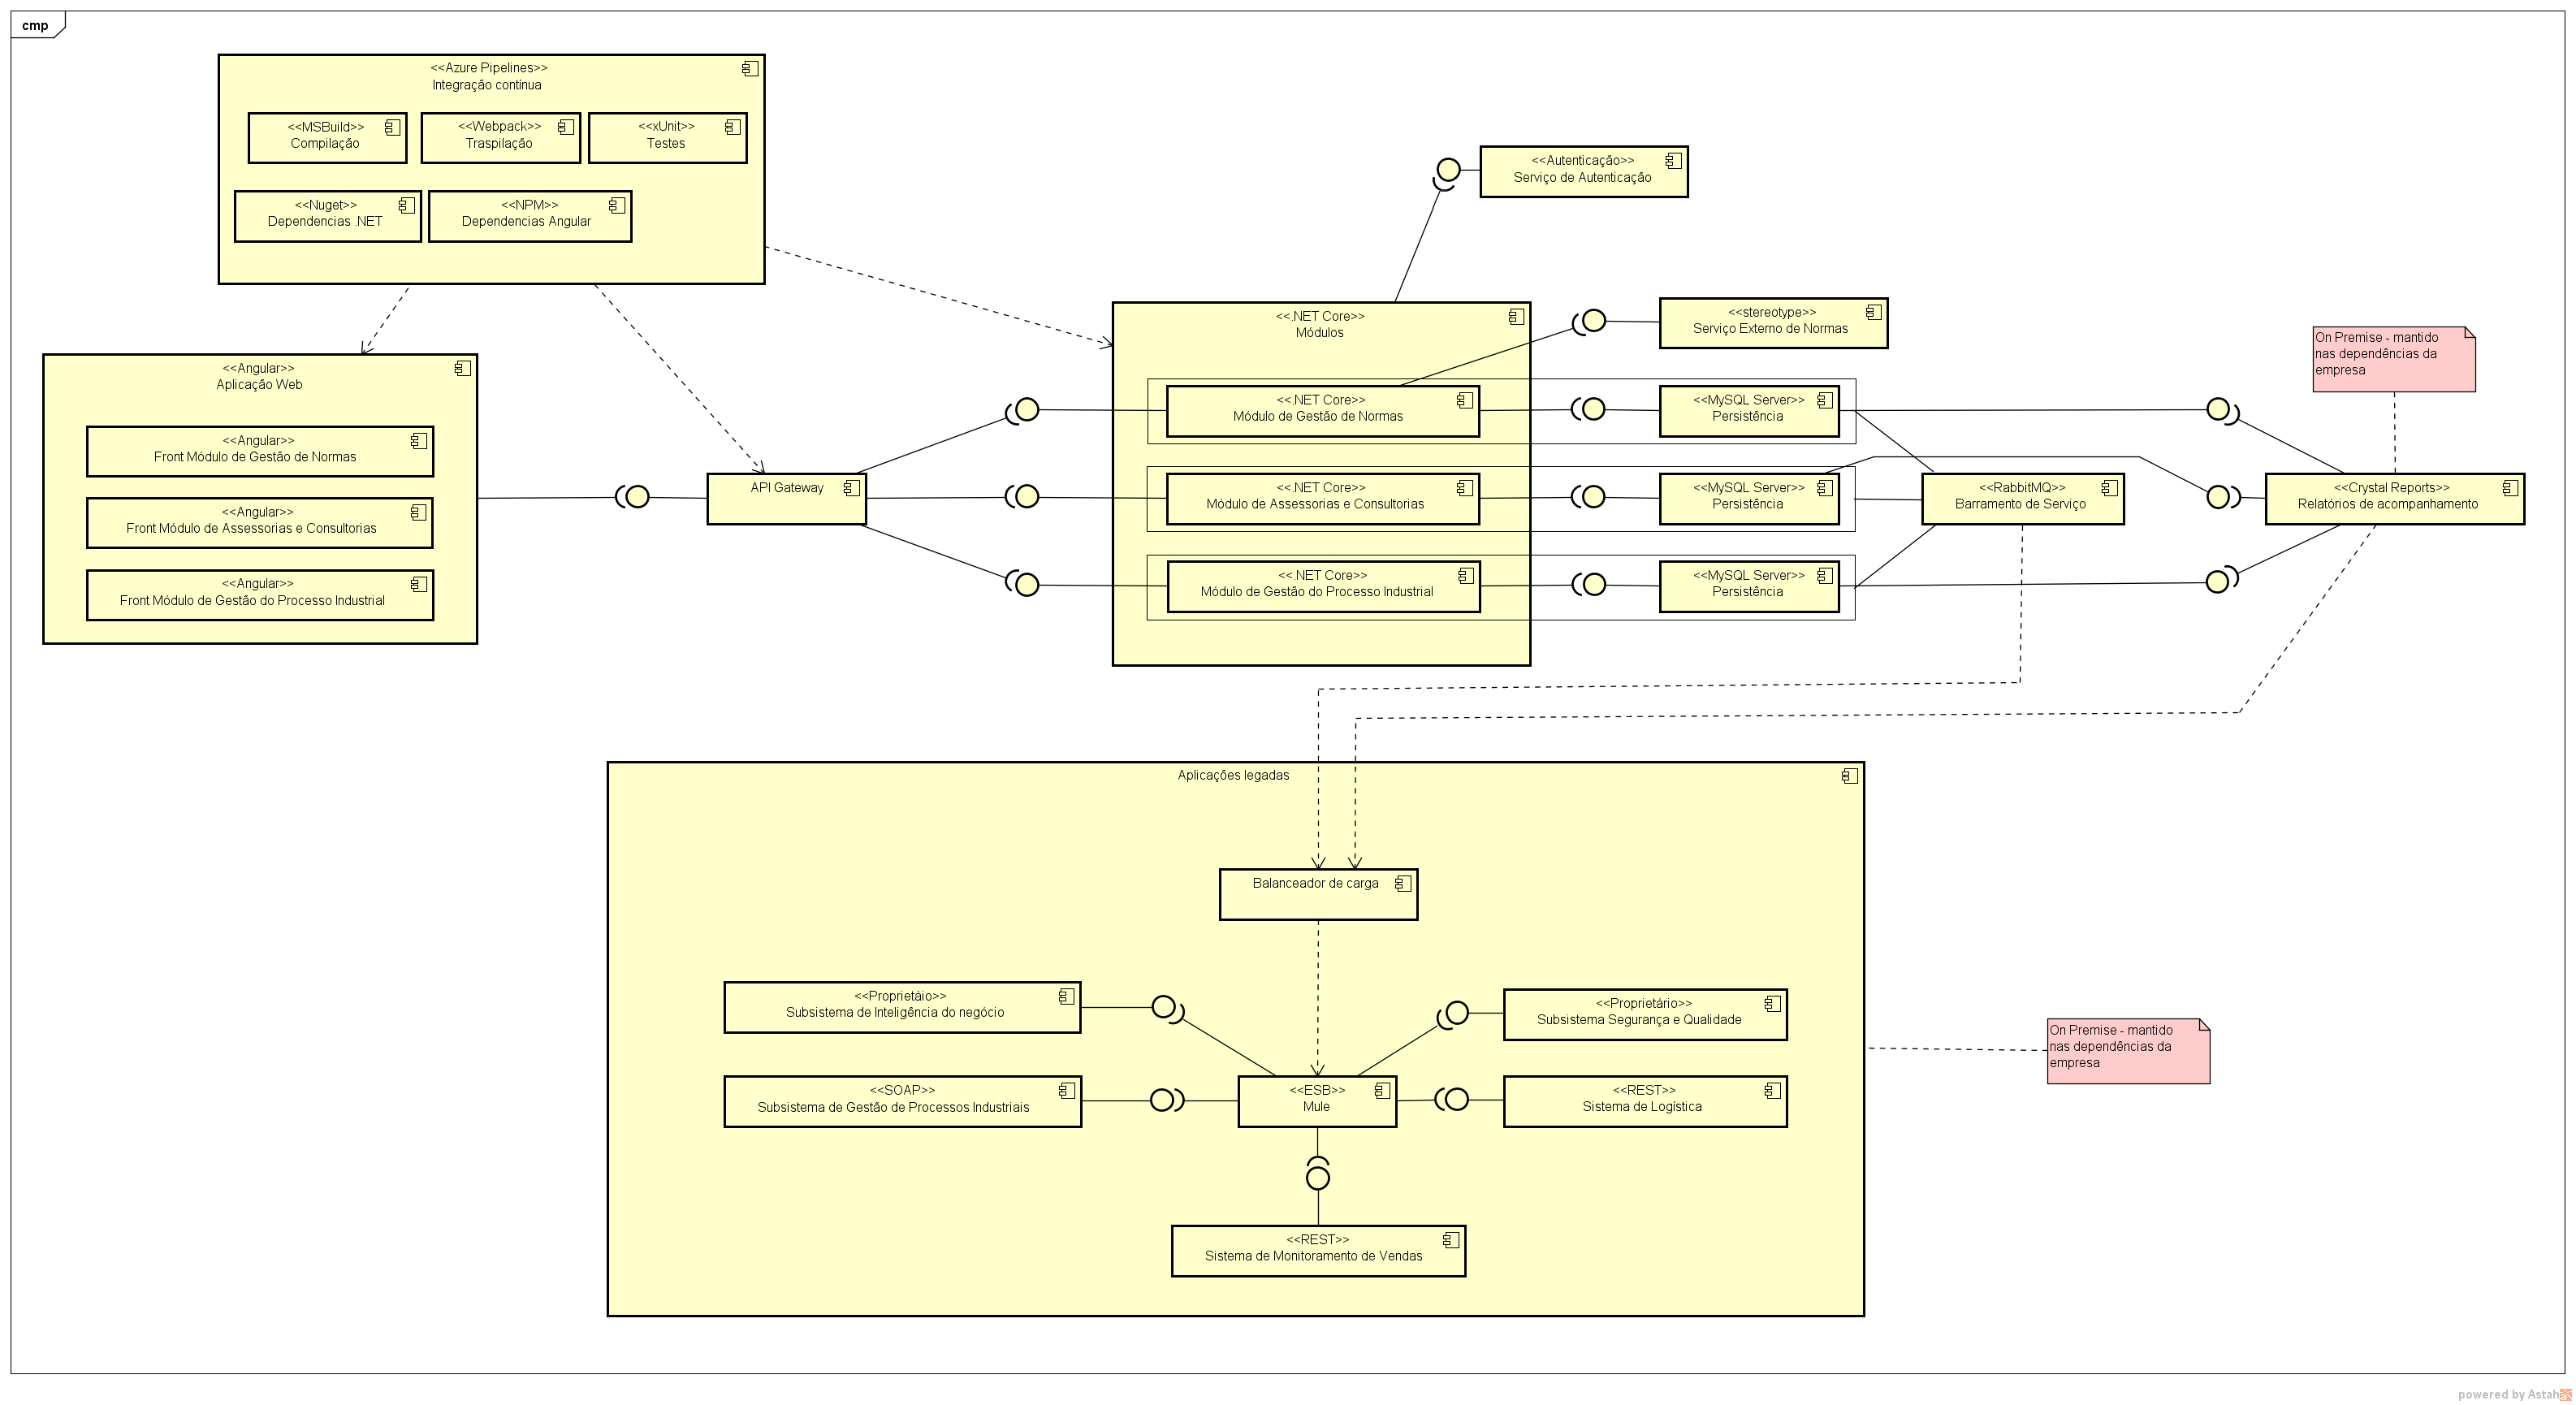 cmp
<<Azure Pipelines>>
Integração contínua
<<MSBuild>>
Compilação
<<Webpack>>
Traspilação
<<xUnit>>
Testes
<<Nuget>>
Dependencias .NET
<<NPM>>
Dependencias Angular
<<Autenticação>>
Serviço de Autenticação
<<.NET Core>>
Módulos
<<stereotype>>
Serviço Externo de Normas
On Premise - mantido
nas dependências da
empresa
<<Angular>>
Aplicação Web
<<Angular>>
Front Módulo de Gestão de Normas
<<Angular>>
Front Módulo de Assessorias e Consultorias
<<Angular>>
Front Módulo de Gestão do Processo Industrial
API Gateway
<<.NET Core>>
Módulo de Gestão de Normas
<<MySQL Server>>
Persistência
<<.NET Core>>
Módulo de Assessorias e Consultorias
<<MySQL Server>>
Persistência
<<.NET Core>>
Módulo de Gestão do Processo Industrial
<<MySQL Server>>
Persistência
<<RabbitMQ>>
Barramento de Serviço
<<Crystal Reports>>
Relatórios de acompanhamento
Aplicações legadas
Balanceador de carga
<<Proprietáio>>
Subsistema de Inteligência do negócio
<<Proprietário>>
Subsistema Segurança e Qualidade
<<SOAP>>
Subsistema de Gestão de Processos Industriais
<<ESB>>
Mule
<<REST>>
Sistema de Logística
<<REST>>
Sistema de Monitoramento de Vendas
On Premise - mantido
nas dependências da
empresa
powered by Astah